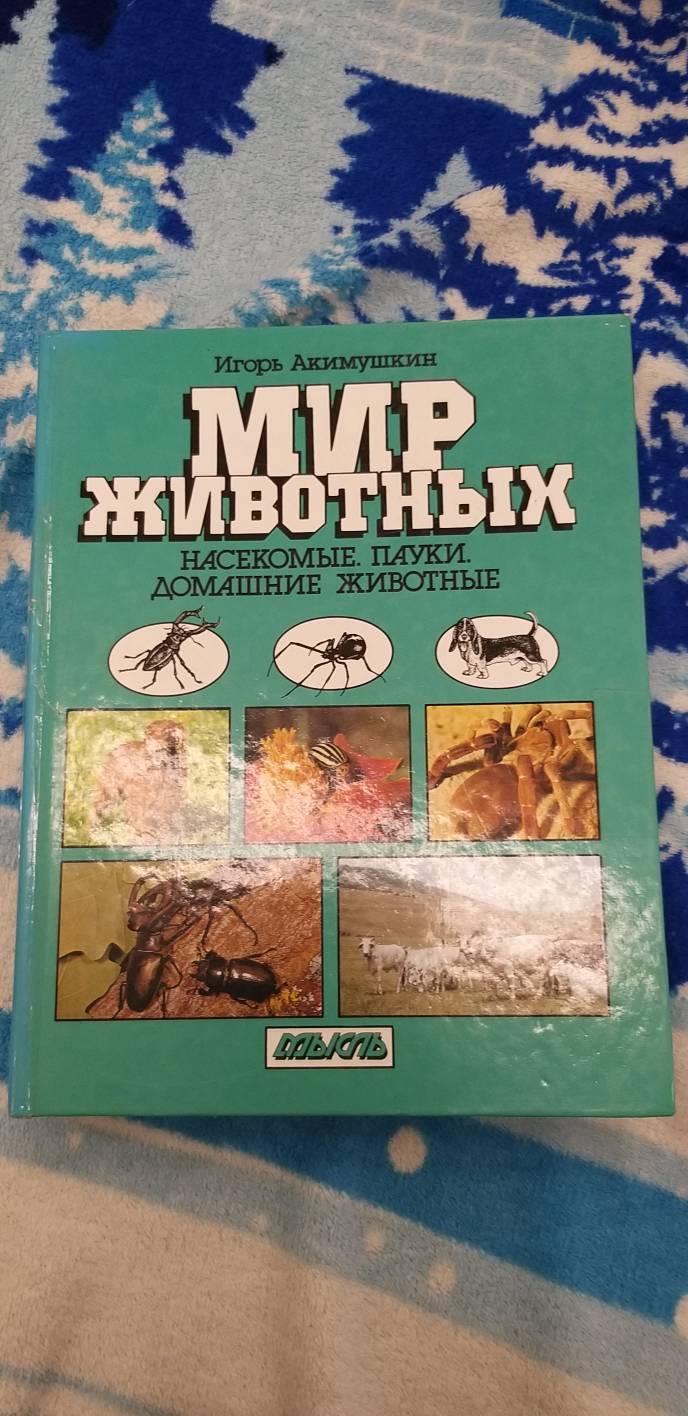 Игорь Акимушкин
МИР
ЖИВОТНЫХ
НАСЕКОМЫЕ. ПАУКИ.
ДОМАШНИЕ ЖИВОТНЫЕ
МЫСЛЬ